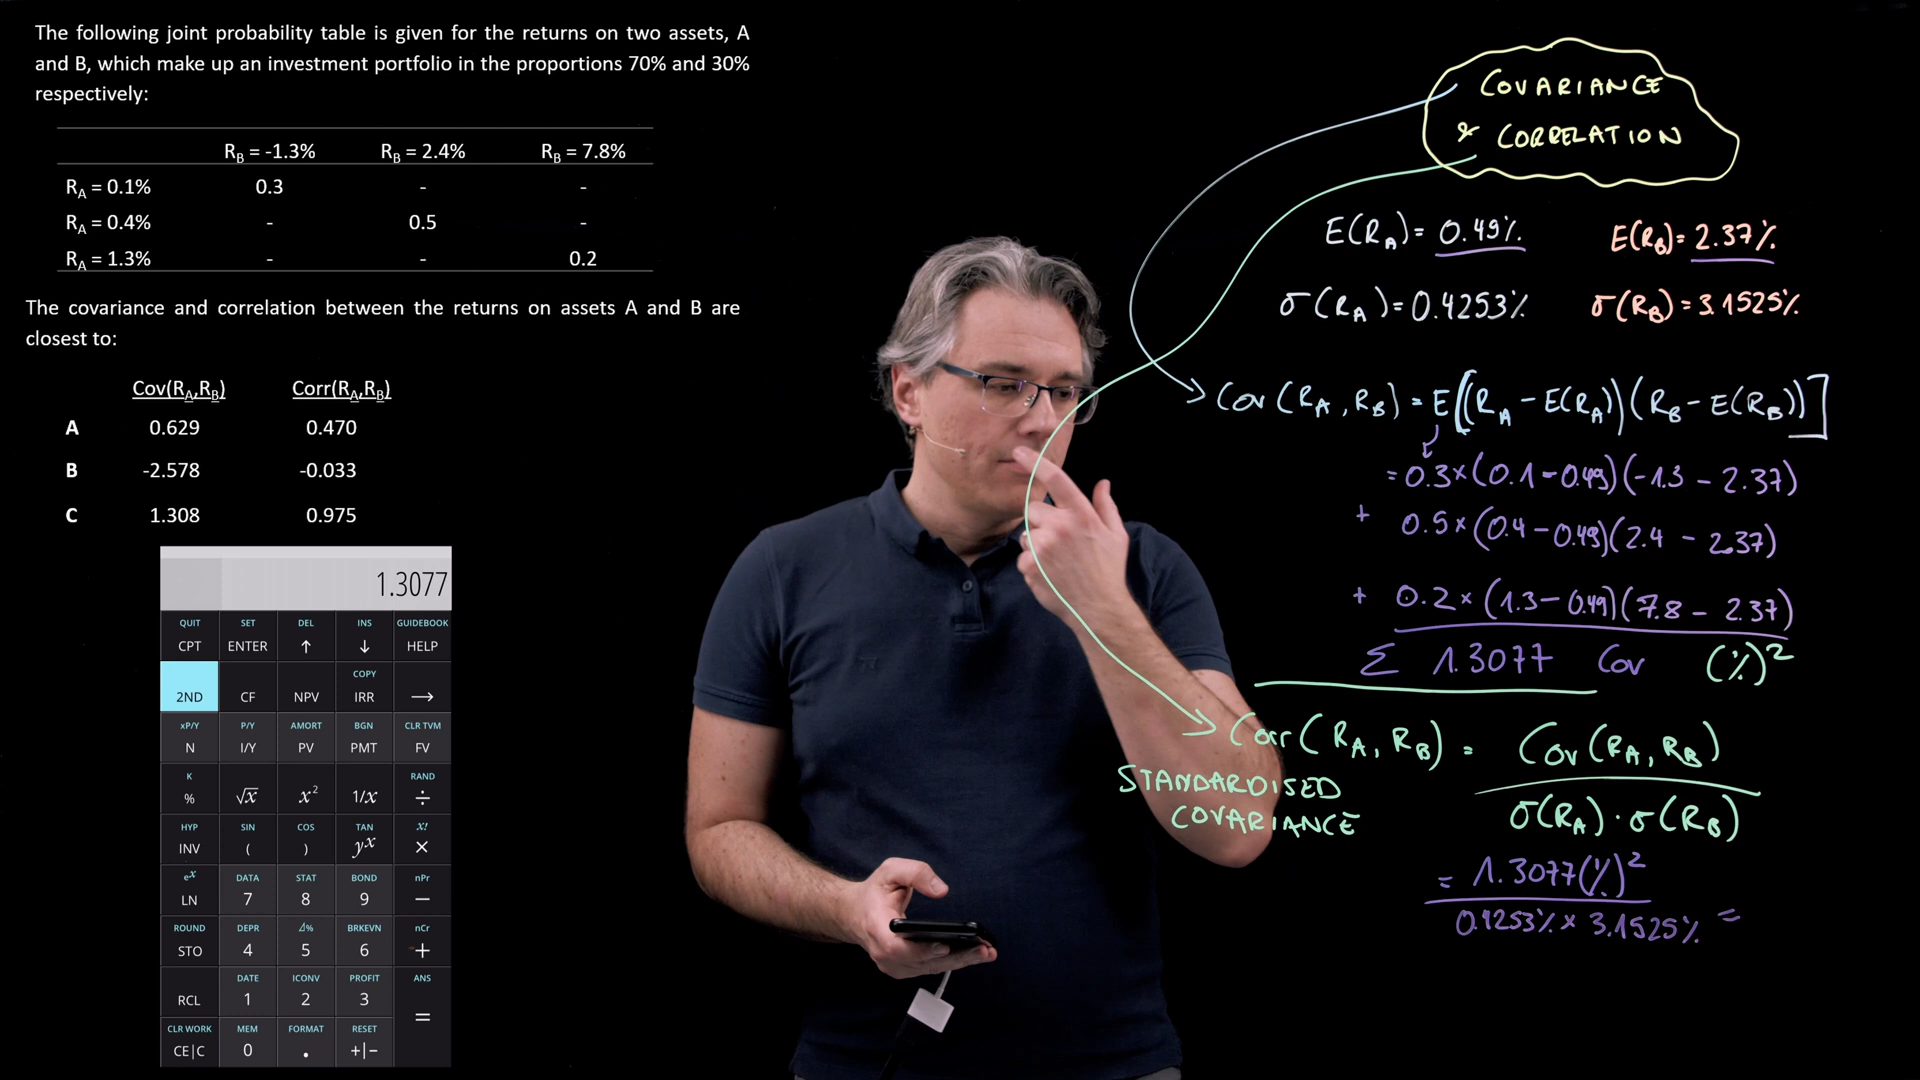 The following joint probability table is given for the returns on two assets, A
and B, which make up an investment portfolio in the proportions 70% and 30%
respectively:
R_B = -1.3% R_B = 2.4% R_B = 7.8%
R_A = 0.1% 0.3 - -
R_A = 0.4% - 0.5 -
R_A = 1.3% - - 0.2
The covariance and correlation between the returns on assets A and B are
closest to:
Cov(R_A,R_B) Corr(R_A,R_B)
A 0.629 0.470
B -2.578 -0.033
C 1.308 0.975
1.3077
QUIT SET DEL INS GUIDEBOOK
CPT ENTER ↑ ↓ HELP
COPY
2ND CF NPV IRR →
xP/Y P/Y AMORT BGN CLR TVM
N I/Y PV PMT FV
K RAND
% √x x² 1/x ÷
HYP SIN COS TAN x!
INV ( ) yˣ ×
eˣ DATA STAT BOND nPr
LN 7 8 9 −
ROUND DEPR Δ% BRKEVN nCr
STO 4 5 6 +
DATE ICONV PROFIT ANS
RCL 1 2 3 =
CLR WORK MEM FORMAT RESET
CE|C 0 . +|−
COVARIANCE
& CORRELATION
E(R_A) = 0.49% E(R_B) = 2.37%
σ(R_A) = 0.4253% σ(R_B) = 3.1525%
Cov(R_A, R_B) = E[(R_A - E(R_A))(R_B - E(R_B))]
= 0.3×(0.1-0.49)(-1.3 - 2.37)
+ 0.5×(0.4-0.49)(2.4 - 2.37)
+ 0.2×(1.3-0.49)(7.8 - 2.37)
Σ 1.3077 Cov (%)²
Corr(R_A, R_B) = Cov(R_A, R_B)
σ(R_A) · σ(R_B)
STANDARDISED
COVARIANCE
= 1.3077(%)²
0.4253% × 3.1525% =